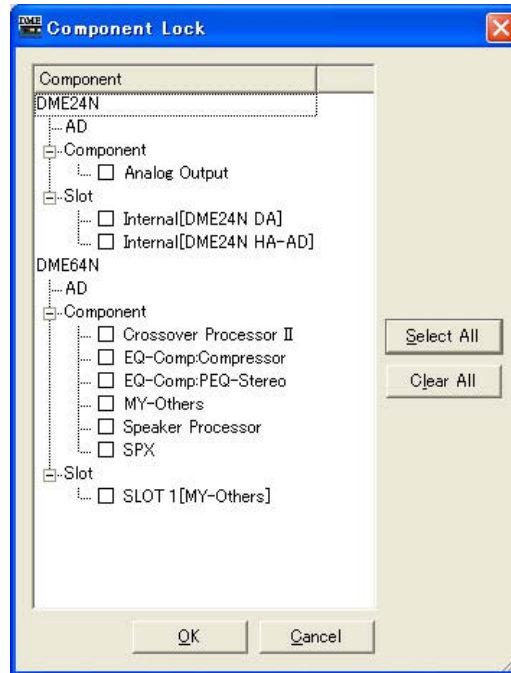 DME
Component Lock
Component
DME24N
AD
Component
Analog Output
Slot
Internal[DME24N DA]
Internal[DME24N HA-AD]
DME64N
AD
Component
Crossover Processor Ⅱ
EQ-Comp:Compressor
EQ-Comp:PEQ-Stereo
MY-Others
Speaker Processor
SPX
Slot
SLOT 1[MY-Others]
Select All
Clear All
OK
Cancel